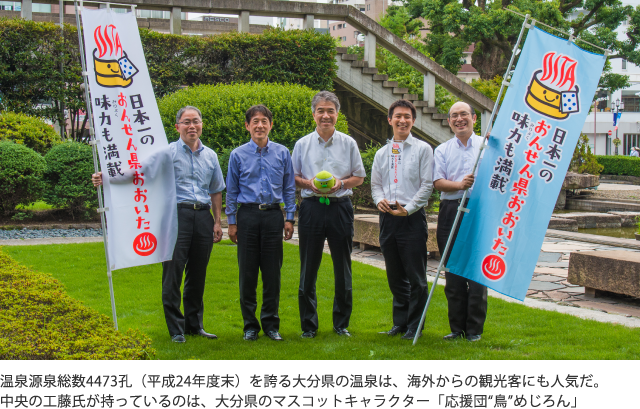 日本一の
おんせん県おおいた
味力も満載
日本一の
おんせん県おおいた
味力も満載
温泉源泉総数4473孔（平成24年度末）を誇る大分県の温泉は、海外からの観光客にも人気だ。
中央の工藤氏が持っているのは、大分県のマスコットキャラクター「応援団“鳥”めじろん」